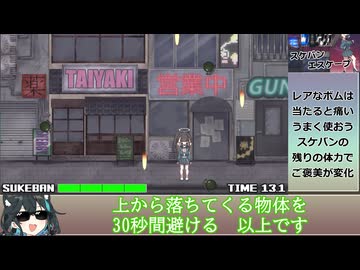 薬
TAIYAKI
営業中
GUN
SUKEBAN
TIME 131
スケバン
エスケープ
レアなボムは
当たると痛い
うまく使おう
スケバンの
残りの体力で
ご褒美が変化
上から落ちてくる物体を
30秒間避ける 以上です